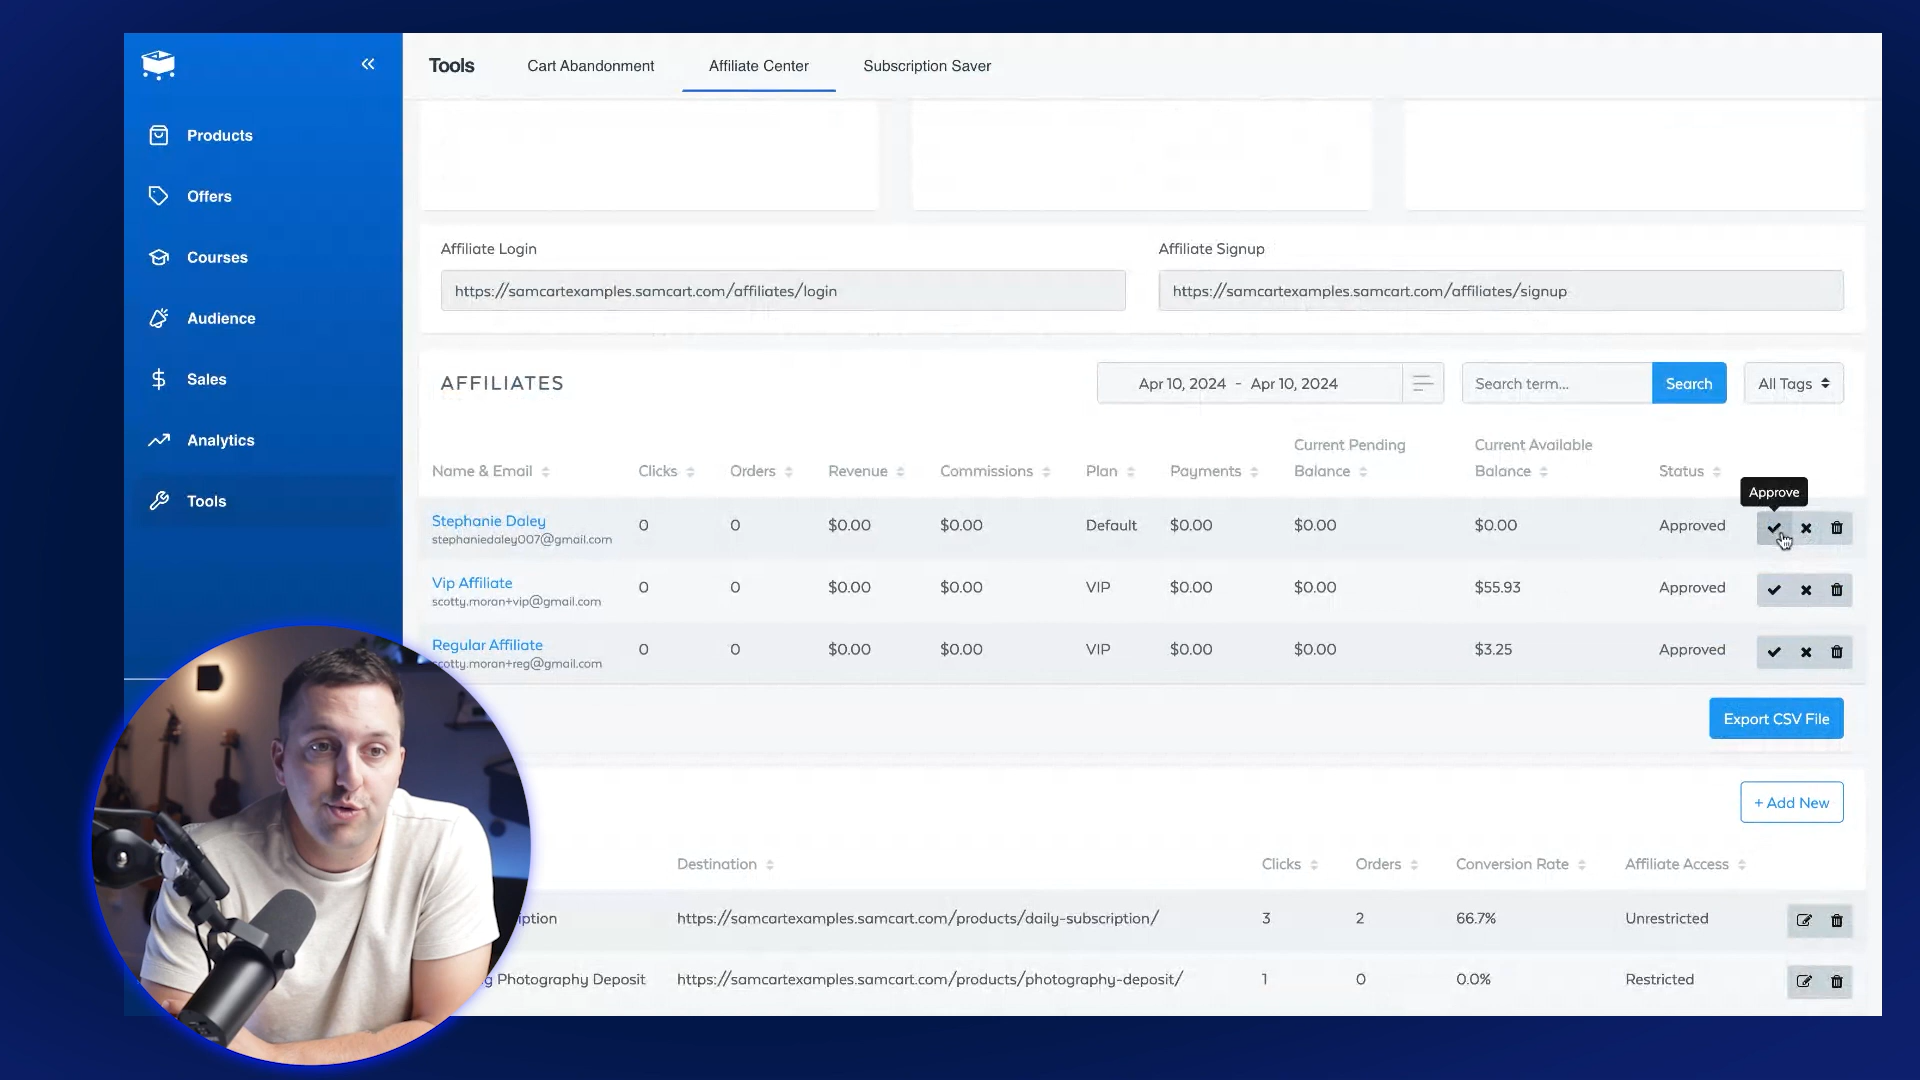 Tools
Cart Abandonment
Affiliate Center
Subscription Saver
Products
Offers
Courses
Audience
Sales
Analytics
Tools
Affiliate Login
Affiliate Signup
https://samcartexamples.samcart.com/affiliates/login
https://samcartexamples.samcart.com/affiliates/signup
AFFILIATES
Apr 10, 2024 - Apr 10, 2024
Search term...
Search
All Tags
Name & Email
Clicks
Orders
Revenue
Commissions
Plan
Payments
Current Pending
Balance
Current Available
Balance
Status
Approve
Stephanie Daley
stephaniedaley007@gmail.com
0
0
$0.00
$0.00
Default
$0.00
$0.00
$0.00
Approved
Vip Affiliate
scotty.moran+vip@gmail.com
0
0
$0.00
$0.00
VIP
$0.00
$0.00
$55.93
Approved
Regular Affiliate
scotty.moran+reg@gmail.com
0
0
$0.00
$0.00
VIP
$0.00
$0.00
$3.25
Approved
Export CSV File
+ Add New
Destination
Clicks
Orders
Conversion Rate
Affiliate Access
iption
https://samcartexamples.samcart.com/products/daily-subscription/
3
2
66.7%
Unrestricted
g Photography Deposit
https://samcartexamples.samcart.com/products/photography-deposit/
1
0
0.0%
Restricted